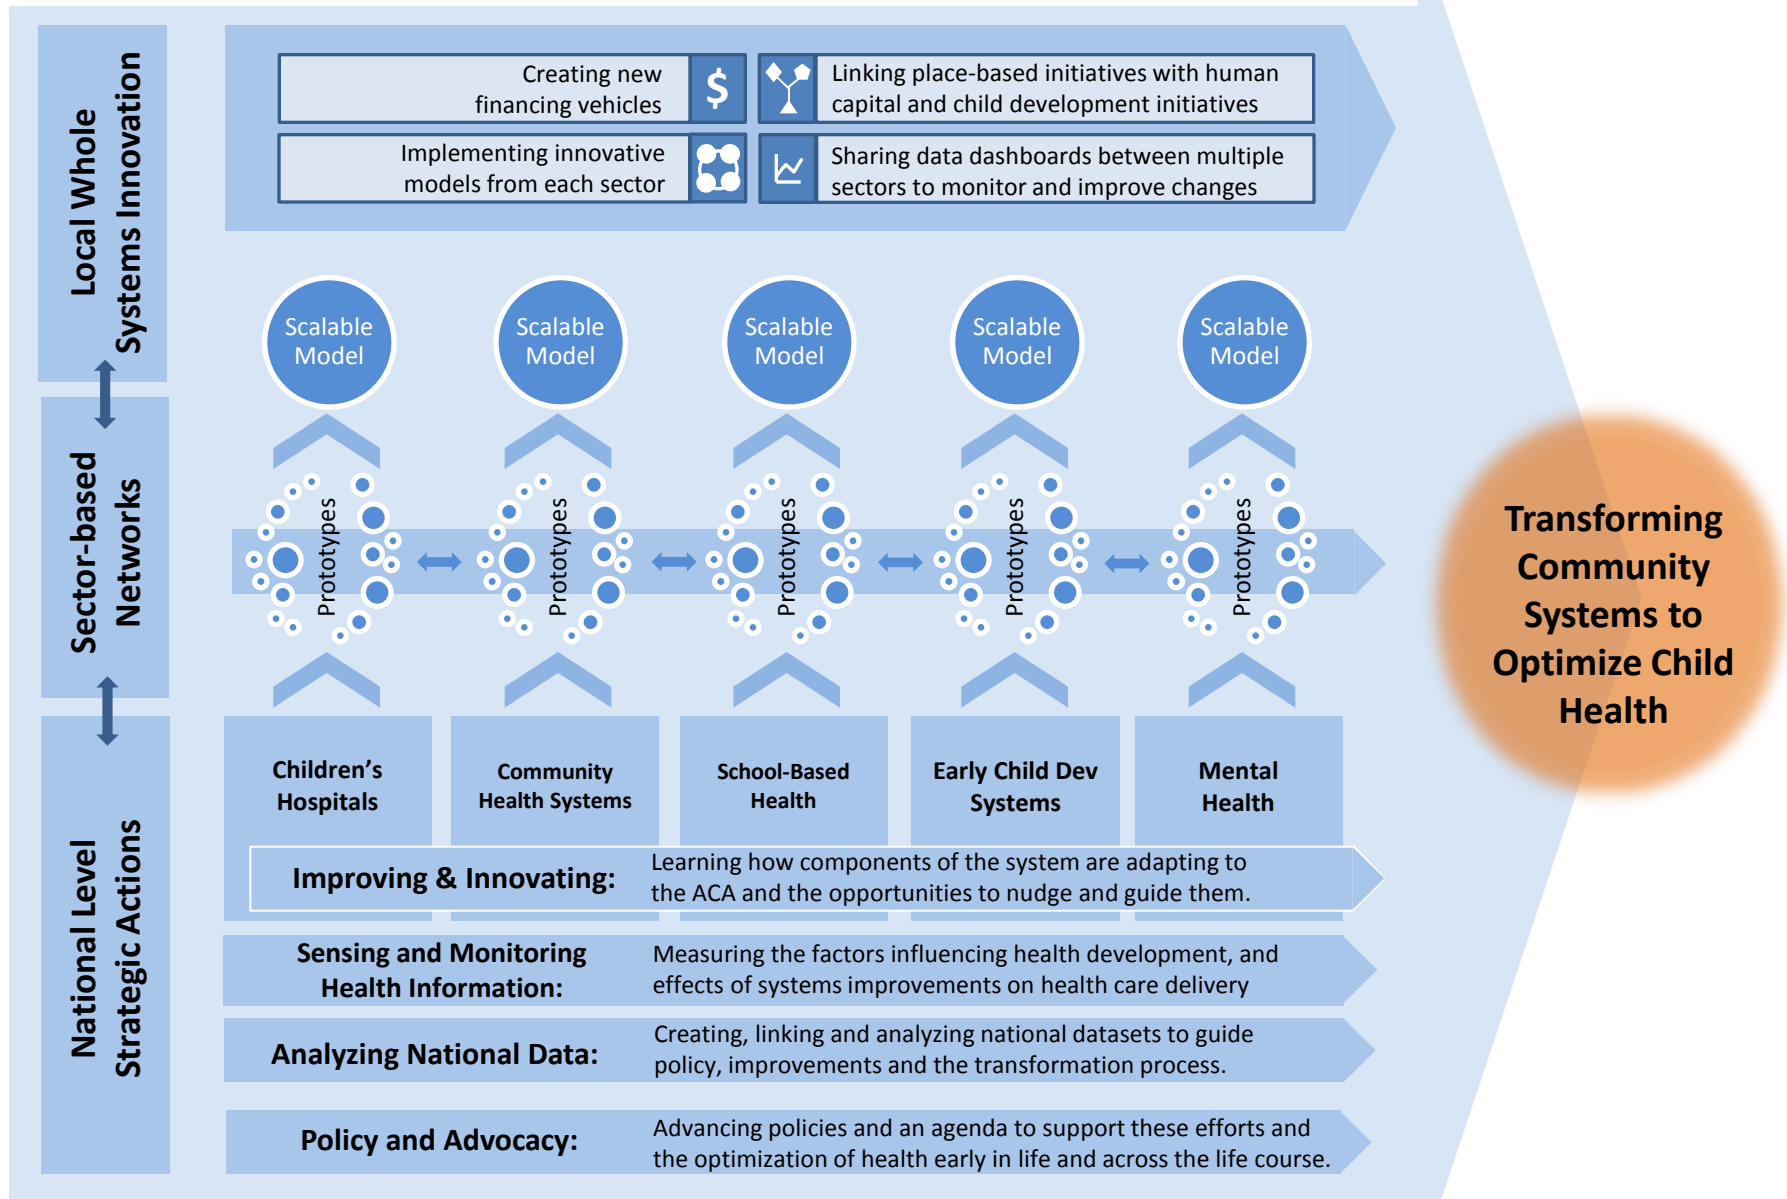 Local Whole
Systems Innovation
Creating new
financing vehicles
$
Linking place-based initiatives with human
capital and child development initiatives
Implementing innovative
models from each sector
Sharing data dashboards between multiple
sectors to monitor and improve changes
Scalable
Model
Scalable
Model
Scalable
Model
Scalable
Model
Scalable
Model
Sector-based
Networks
Prototypes
Prototypes
Prototypes
Prototypes
Prototypes
Transforming
Community
Systems to
Optimize Child
Health
National Level
Strategic Actions
Children's
Hospitals
Community
Health Systems
School-Based
Health
Early Child Dev
Systems
Mental
Health
Improving & Innovating:
Learning how components of the system are adapting to
the ACA and the opportunities to nudge and guide them.
Sensing and Monitoring
Health Information:
Measuring the factors influencing health development, and
effects of systems improvements on health care delivery
Analyzing National Data:
Creating, linking and analyzing national datasets to guide
policy, improvements and the transformation process.
Policy and Advocacy:
Advancing policies and an agenda to support these efforts and
the optimization of health early in life and across the life course.